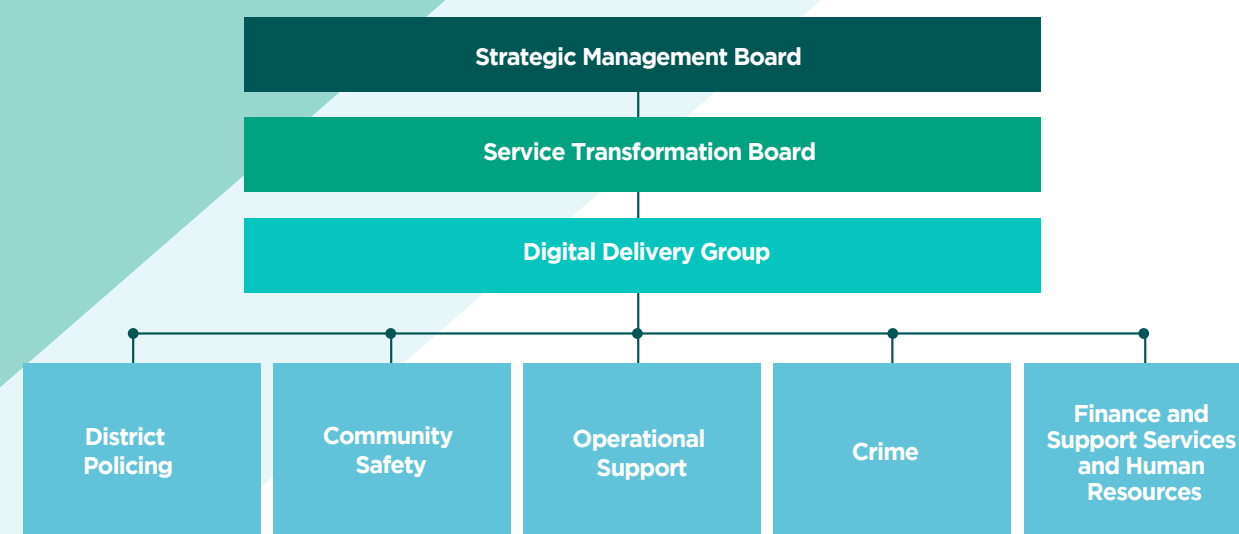 Strategic Management Board
Service Transformation Board
Digital Delivery Group
District
Policing
Community
Safety
Operational
Support
Crime
Finance and
Support Services
and Human
Resources